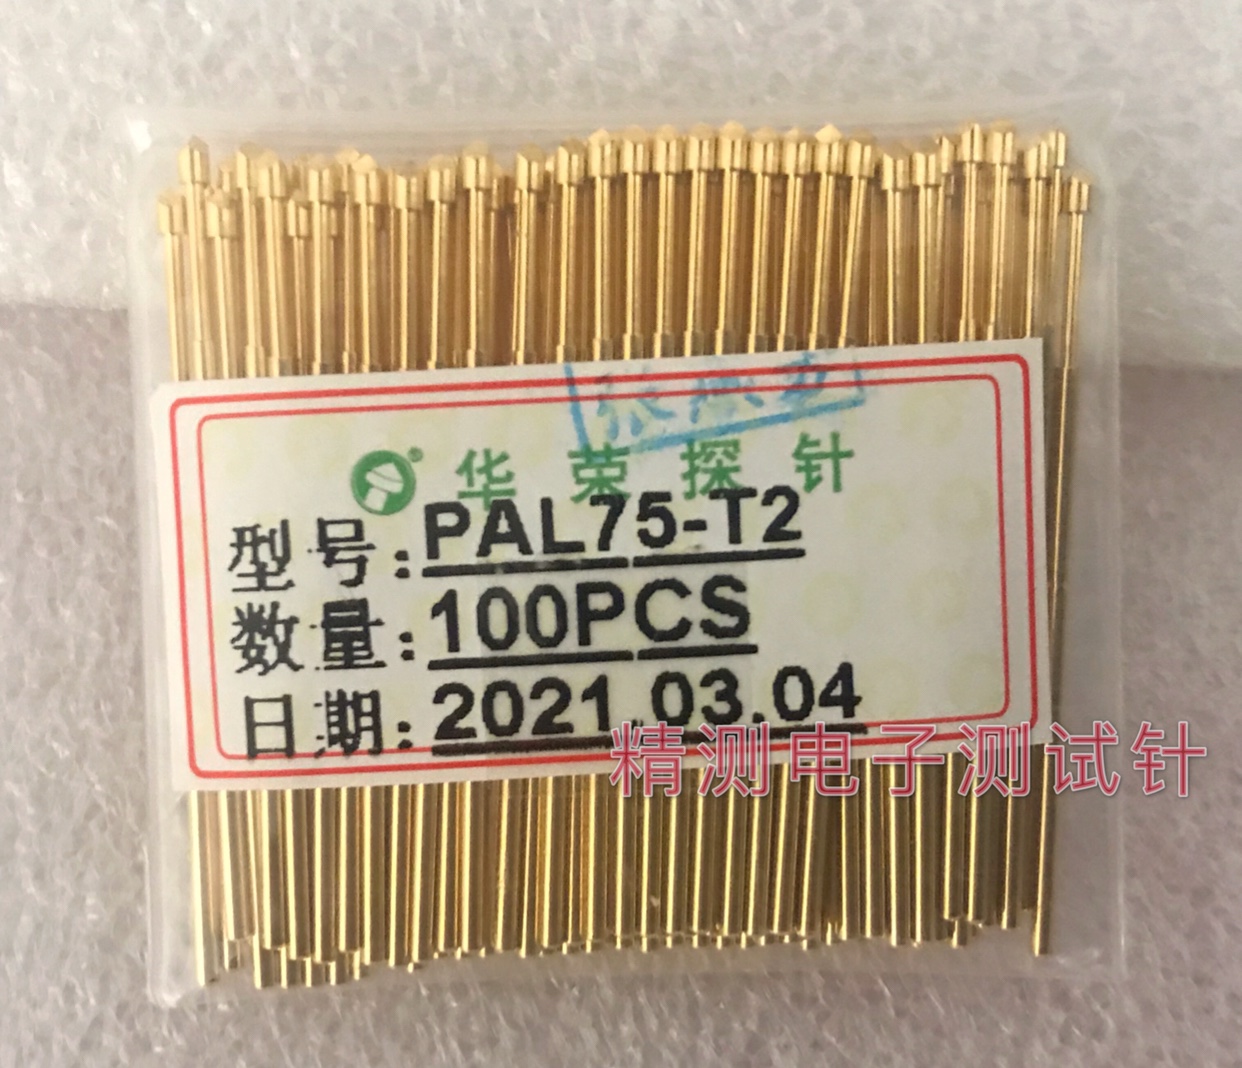 华荣探针
型号:PAL75-T2
数量:100PCS
日期:2021.03.04
精测电子测试针